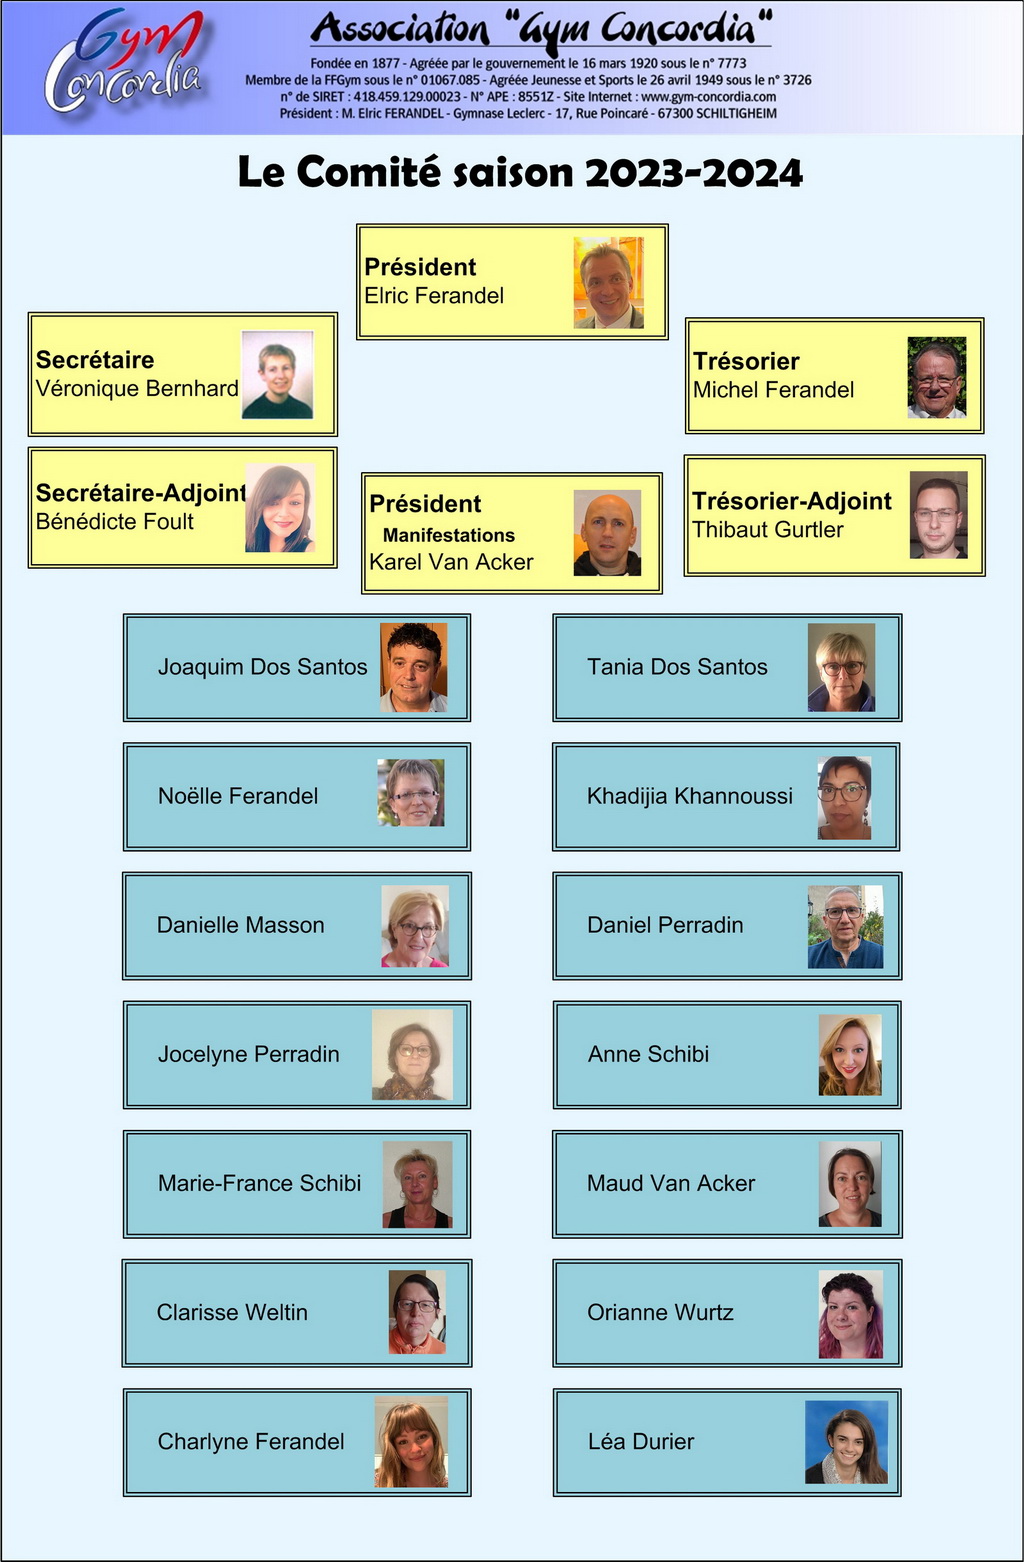 Gym
Concordia
Association "Gym Concordia"
Fondée en 1877 - Agréée par le gouvernement le 16 mars 1920 sous le n° 7773
Membre de la FFGym sous le n° 01067.085 - Agréée Jeunesse et Sports le 26 avril 1949 sous le n° 3726
n° de SIRET : 418.459.129.00023 - N° APE : 8551Z - Site Internet : www.gym-concordia.com
Président : M. Elric FERANDEL - Gymnase Leclerc - 17, Rue Poincaré - 67300 SCHILTIGHEIM
Le Comité saison 2023-2024
Président
Elric Ferandel
Secrétaire
Véronique Bernhard
Trésorier
Michel Ferandel
Secrétaire-Adjoint
Bénédicte Foult
Président
Manifestations
Karel Van Acker
Trésorier-Adjoint
Thibaut Gurtler
Joaquim Dos Santos
Tania Dos Santos
Noëlle Ferandel
Khadijia Khannoussi
Danielle Masson
Daniel Perradin
Jocelyne Perradin
Anne Schibi
Marie-France Schibi
Maud Van Acker
Clarisse Weltin
Orianne Wurtz
Charlyne Ferandel
Léa Durier